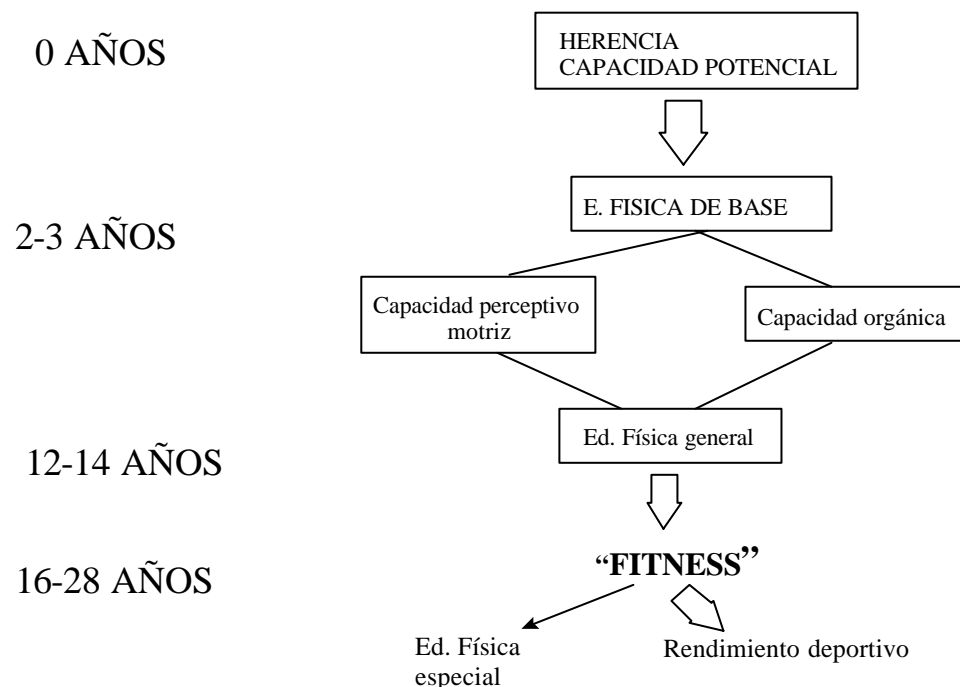 0 AÑOS
HERENCIA
CAPACIDAD POTENCIAL
2-3 AÑOS
E. FISICA DE BASE
Capacidad perceptivo
motriz
Capacidad orgánica
12-14 AÑOS
Ed. Física general
16-28 AÑOS
“FITNESS”
Ed. Física
especial
Rendimiento deportivo